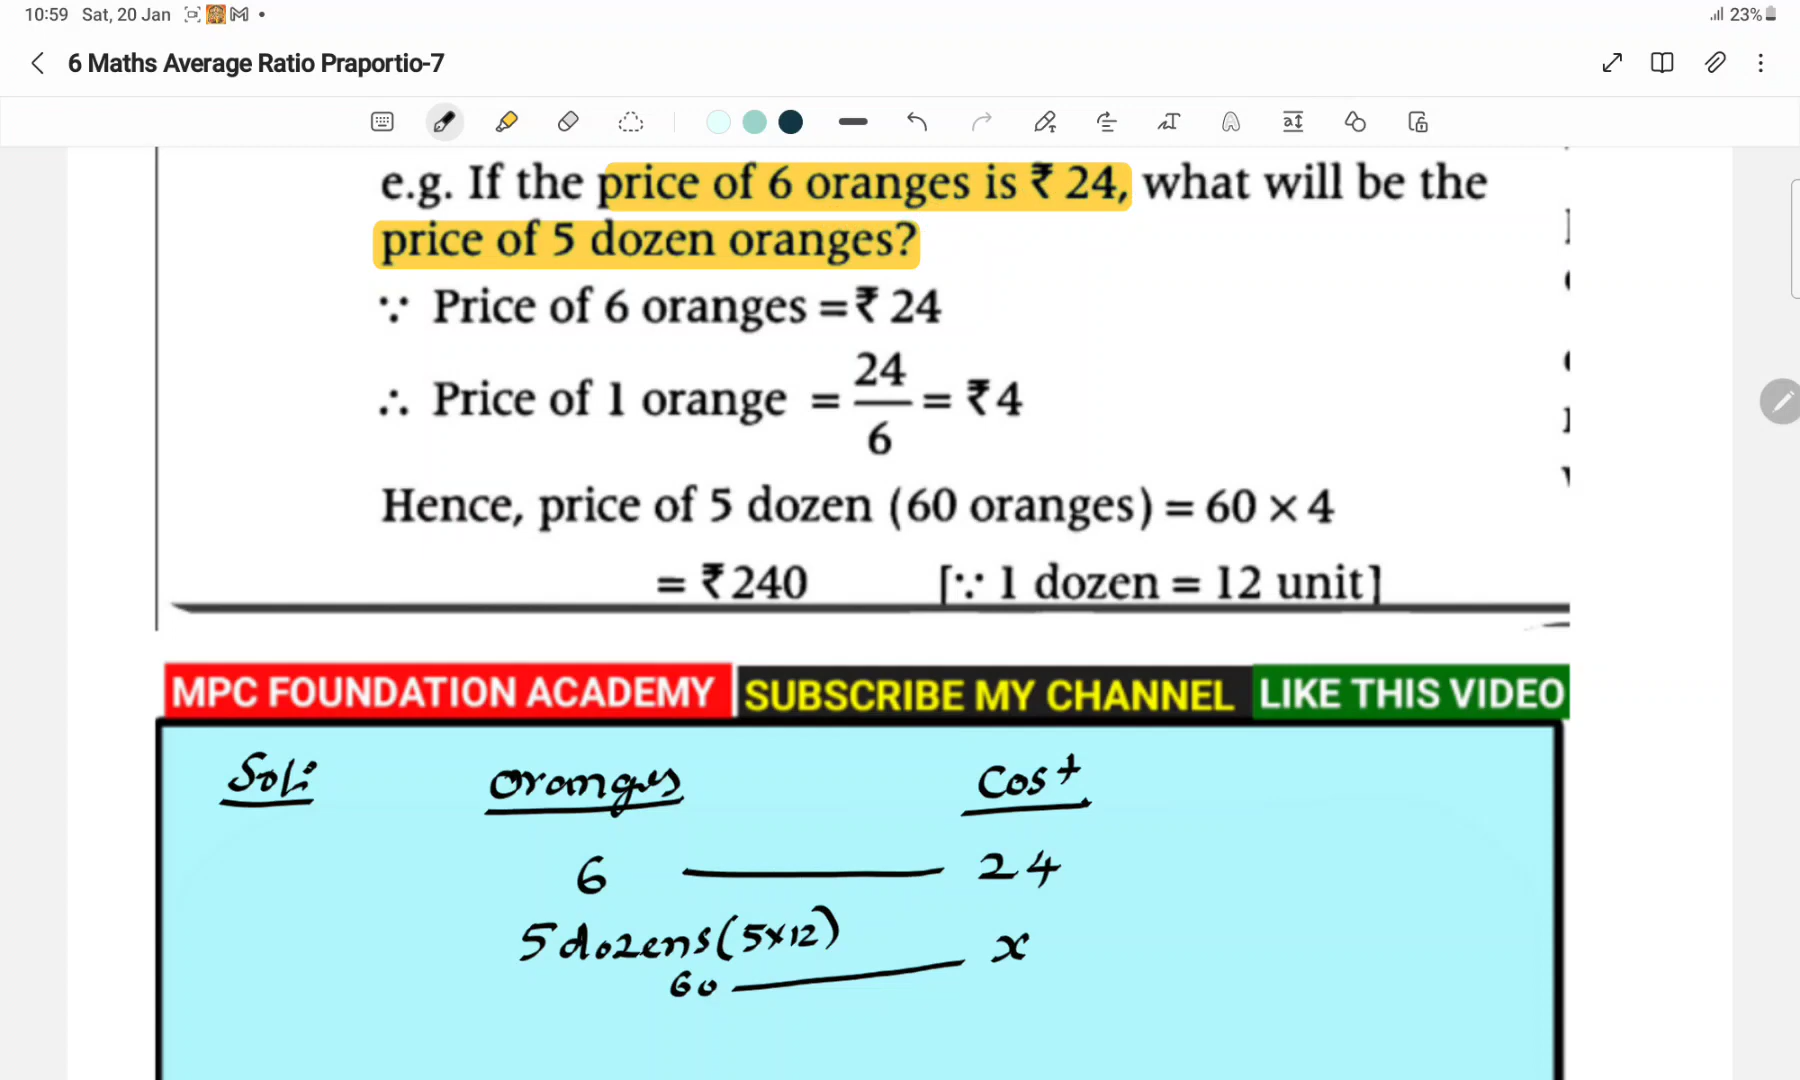 10:59 Sat, 20 Jan
23%
6 Maths Average Ratio Praportio-7
e.g. If the price of 6 oranges is ₹ 24, what will be the
price of 5 dozen oranges?
∵ Price of 6 oranges = ₹ 24
∴ Price of 1 orange = 24/6 = ₹ 4
Hence, price of 5 dozen (60 oranges) = 60 × 4
= ₹ 240 [∵ 1 dozen = 12 unit]
MPC FOUNDATION ACADEMY SUBSCRIBE MY CHANNEL LIKE THIS VIDEO
Sol: Oranges Cost
6 — 24
5 dozens (5×12) x
60 —